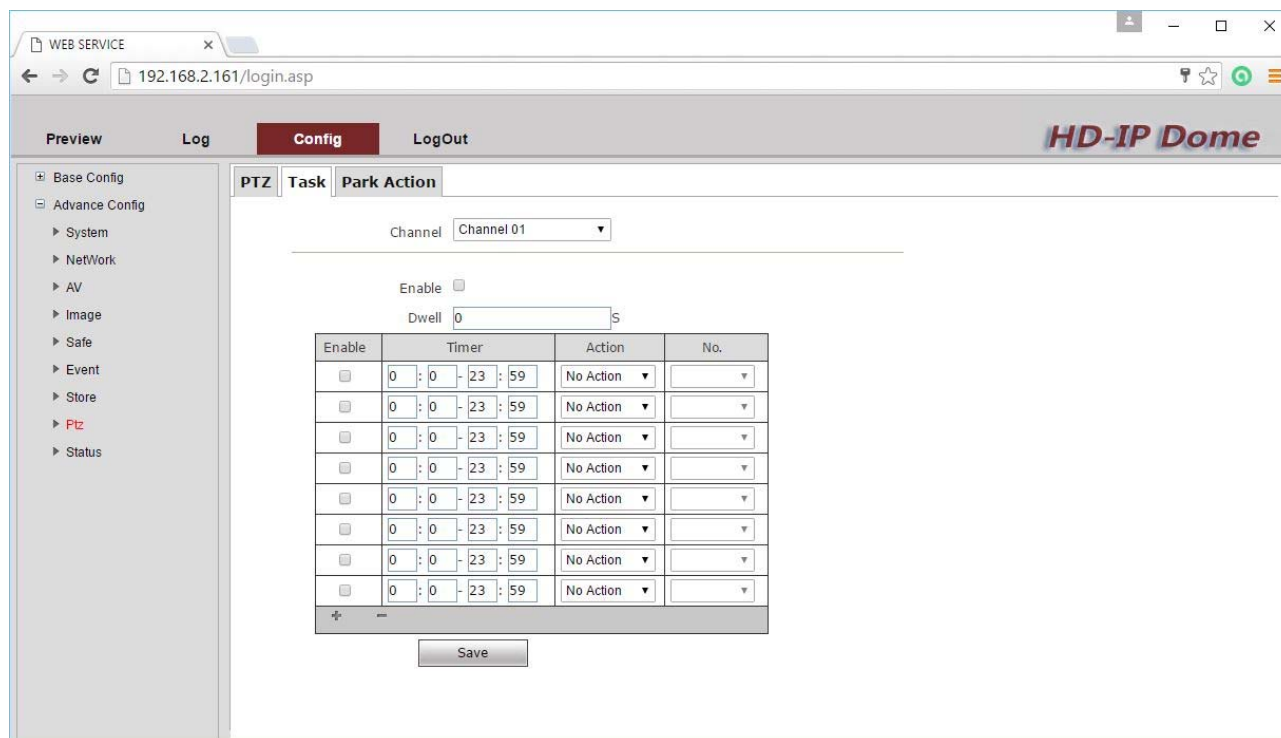 WEB SERVICE
192.168.2.161/login.asp
Preview Log Config LogOut HD-IP Dome
Base Config
Advance Config
System
NetWork
AV
Image
Safe
Event
Store
Ptz
Status
PTZ Task Park Action
Channel Channel 01
Enable
Dwell 0 S
Enable Timer Action No.
0 : 0 - 23 : 59 No Action
0 : 0 - 23 : 59 No Action
0 : 0 - 23 : 59 No Action
0 : 0 - 23 : 59 No Action
0 : 0 - 23 : 59 No Action
0 : 0 - 23 : 59 No Action
0 : 0 - 23 : 59 No Action
0 : 0 - 23 : 59 No Action
Save